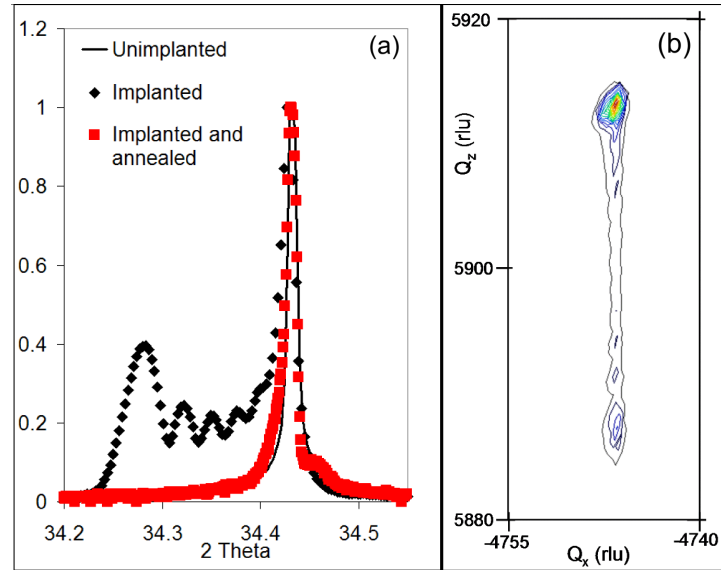 (a)
Unimplanted
Implanted
Implanted and
annealed
1.2
1
0.8
0.6
0.4
0.2
0
34.2
34.3
34.4
34.5
2 Theta
(b)
5920
Qz (rlu)
5900
5880
-4755
-4740
Qx (rlu)